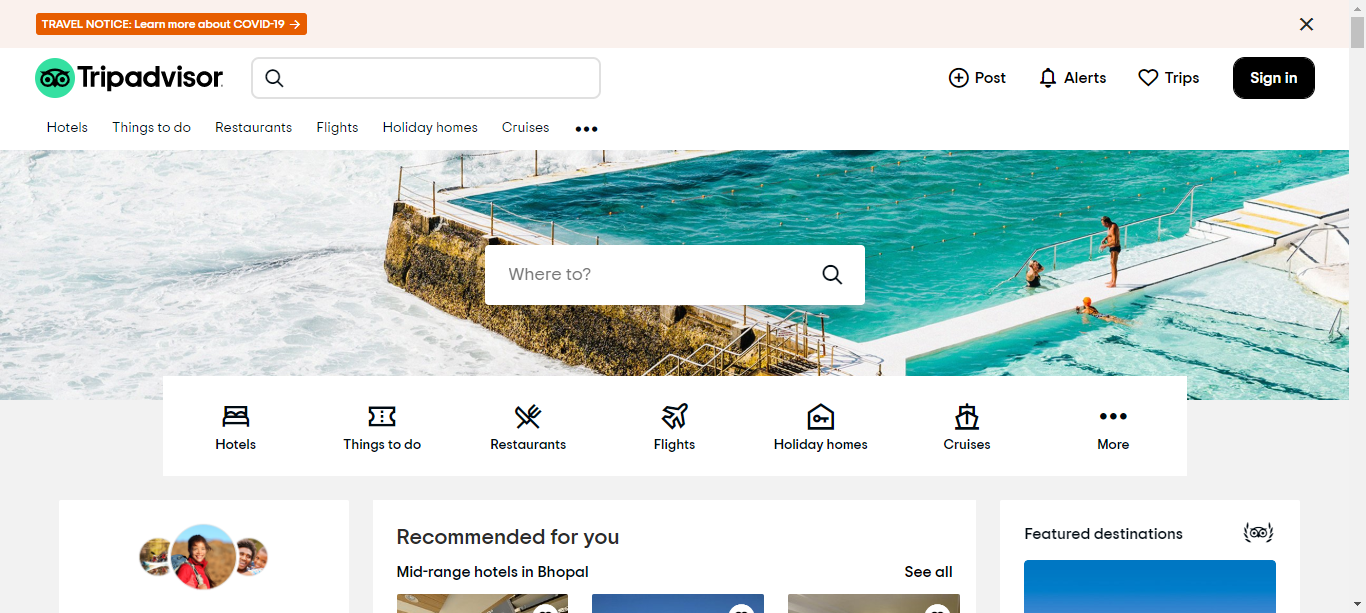 TRAVEL NOTICE: Learn more about COVID-19 →
Tripadvisor
Post
Alerts
Trips
Sign in
Hotels
Things to do
Restaurants
Flights
Holiday homes
Cruises
Where to?
Hotels
Things to do
Restaurants
Flights
Holiday homes
Cruises
More
Recommended for you
Mid-range hotels in Bhopal
See all
Featured destinations